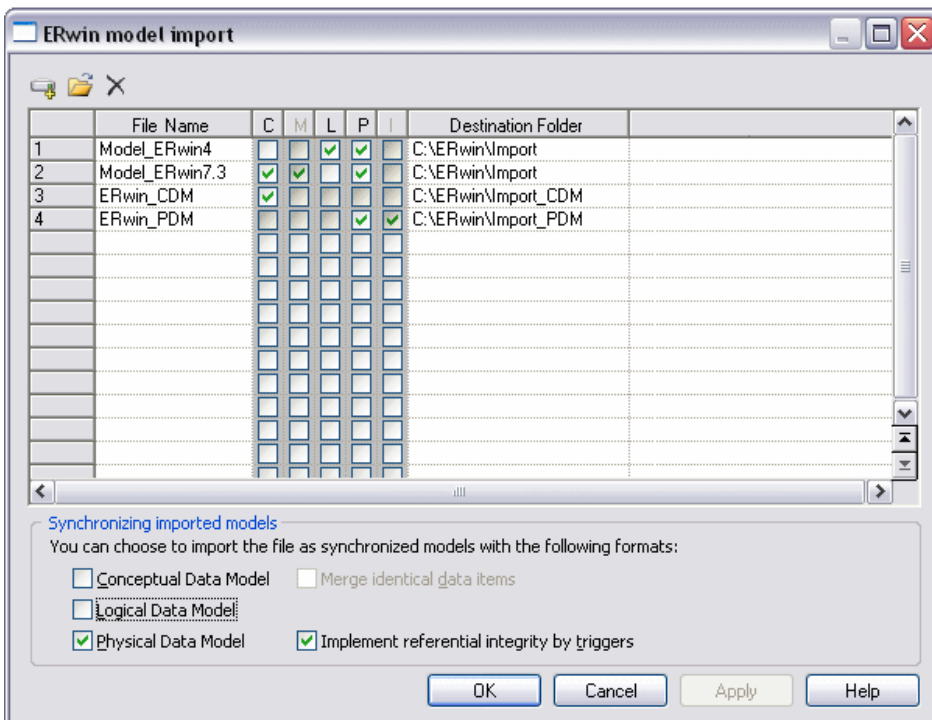 ERwin model import
File Name C M L P I Destination Folder
1 Model_ERwin4 C:\ERwin\Import
2 Model_ERwin7.3 C:\ERwin\Import
3 ERwin_CDM C:\ERwin\Import_CDM
4 ERwin_PDM C:\ERwin\Import_PDM
Synchronizing imported models
You can choose to import the file as synchronized models with the following formats:
Conceptual Data Model Merge identical data items
Logical Data Model
Physical Data Model Implement referential integrity by triggers
OK Cancel Apply Help